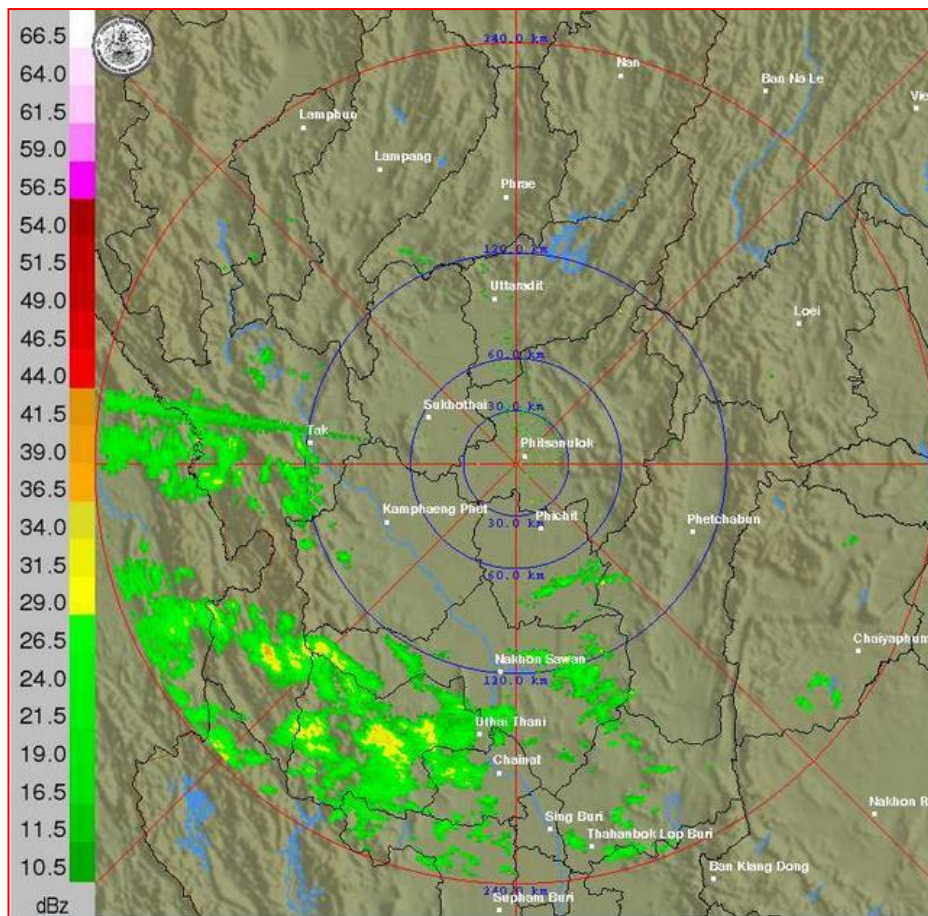 66.5
64.0
61.5
59.0
56.5
54.0
51.5
49.0
46.5
44.0
41.5
39.0
36.5
34.0
31.5
29.0
26.5
24.0
21.5
19.0
16.5
11.5
10.5
dBz
240.0 km
Nan
Ban Na Le
Vie
Lamphun
Lampang
Phrae
120.0 km
Uttaradit
Loei
60.0 km
30.0 km
Sukhothai
Tak
Phitsanulok
Kamphaeng Phet
Phichit
30.0 km
Phetchabun
60.0 km
Chaiyaphum
Nakhon Sawan
120.0 km
Uthai Thani
Chainat
Nakhon R
Sing Buri
Thahanbok Lop Buri
Ban Klang Dong
240.0 km
Supham Buri